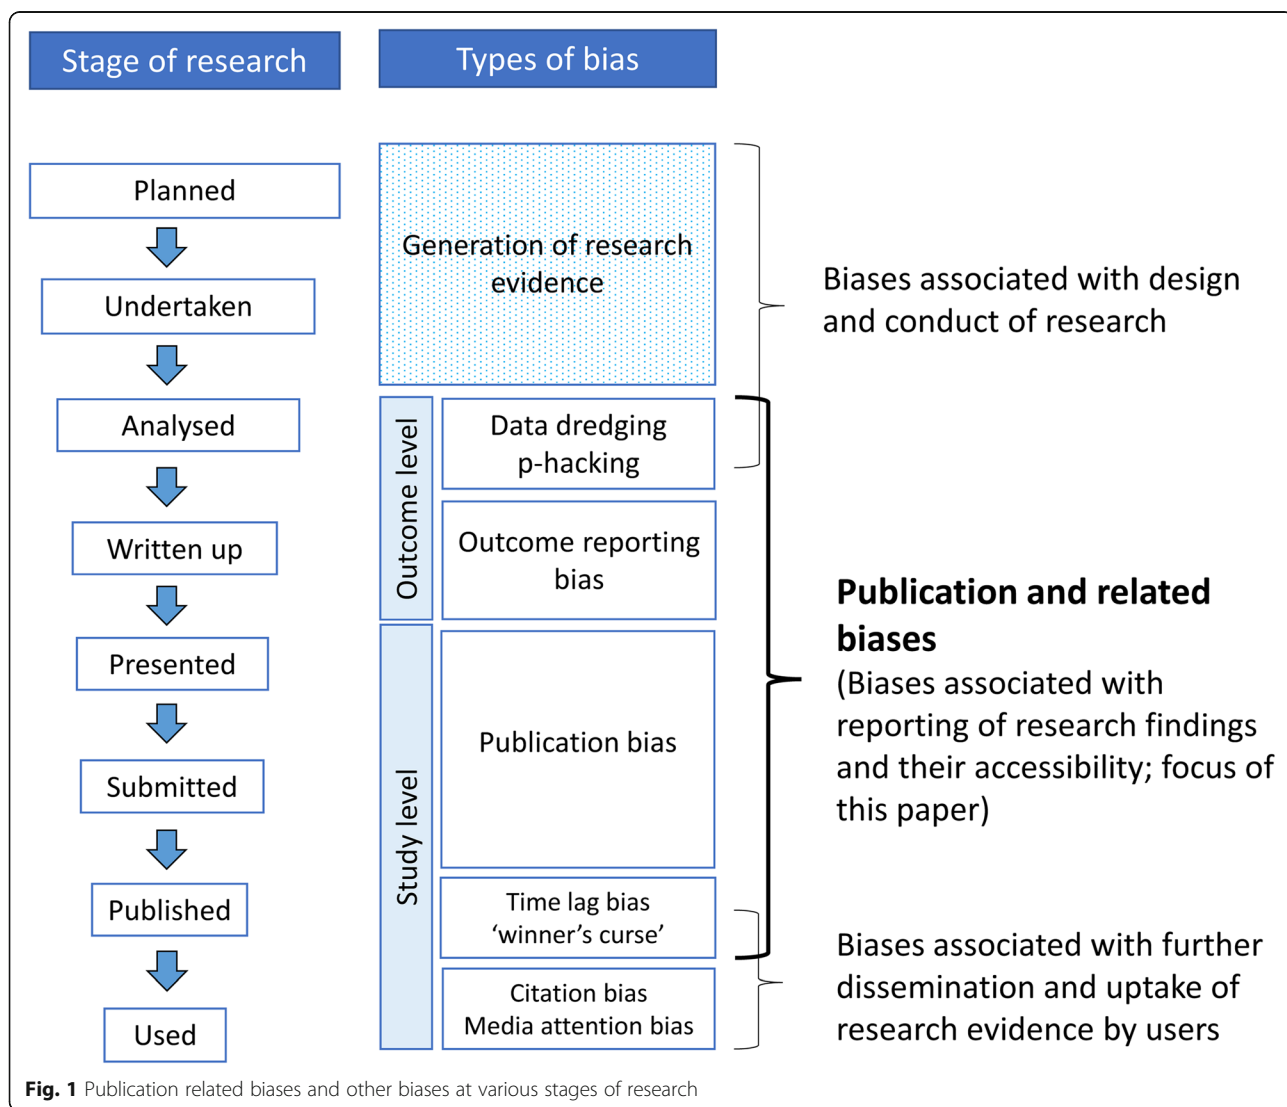 Stage of research
Types of bias
Planned
Undertaken
Analysed
Written up
Presented
Submitted
Published
Used
Generation of research
evidence
Outcome level
Data dredging
p-hacking
Outcome reporting
bias
Study level
Publication bias
Time lag bias
‘winner’s curse’
Citation bias
Media attention bias
Biases associated with design
and conduct of research
Publication and related
biases
(Biases associated with
reporting of research findings
and their accessibility; focus of
this paper)
Biases associated with further
dissemination and uptake of
research evidence by users
Fig. 1 Publication related biases and other biases at various stages of research